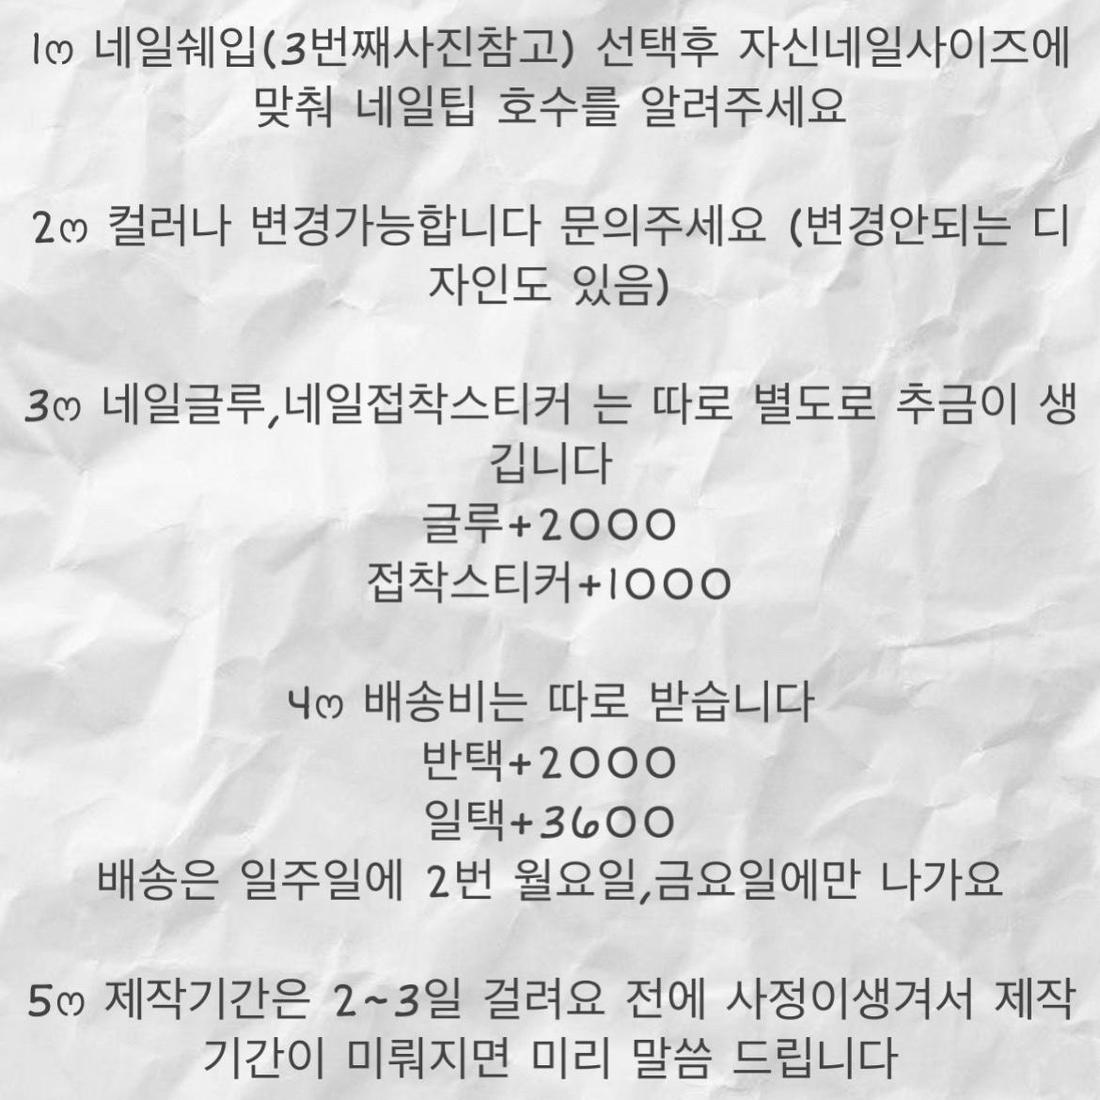 1ෆ 네일쉐입(3번째사진참고) 선택후 자신네일사이즈에
맞춰 네일팁 호수를 알려주세요
2ෆ 컬러나 변경가능합니다 문의주세요 (변경안되는 디
자인도 있음)
3ෆ 네일글루,네일접착스티커 는 따로 별도로 추금이 생
깁니다
글루+2000
접착스티커+1000
4ෆ 배송비는 따로 받습니다
반택+2000
일택+3600
배송은 일주일에 2번 월요일,금요일에만 나가요
5ෆ 제작기간은 2~3일 걸려요 전에 사정이생겨서 제작
기간이 미뤄지면 미리 말씀 드립니다